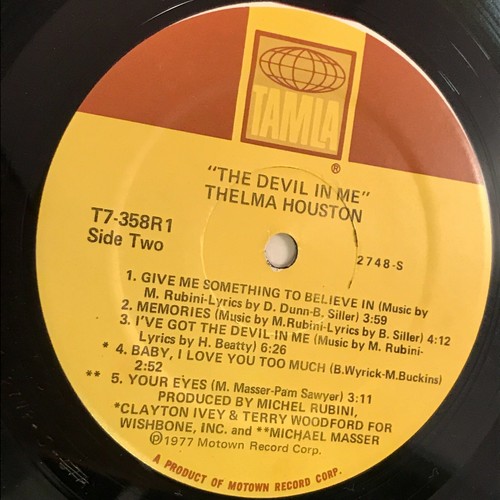 TAMLA
®
"THE DEVIL IN ME"
THELMA HOUSTON
T7-358R1
Side Two
2748-S
1. GIVE ME SOMETHING TO BELIEVE IN (Music by
M. Rubini-Lyrics by D. Dunn-B. Siller) 3:59
2. MEMORIES (Music by M.Rubini-Lyrics by B. Siller) 4:12
3. I'VE GOT THE DEVIL IN ME (Music by M. Rubini-
Lyrics by H. Beatty) 6:26
* 4. BABY, I LOVE YOU TOO MUCH (B.Wyrick-M.Buckins)
2:52
** 5. YOUR EYES (M. Masser-Pam Sawyer) 3:11
PRODUCED BY MICHEL RUBINI,
*CLAYTON IVEY & TERRY WOODFORD FOR
WISHBONE, INC. and **MICHAEL MASSER
Ⓟ1977 Motown Record Corp.
A PRODUCT OF MOTOWN RECORD CORP.